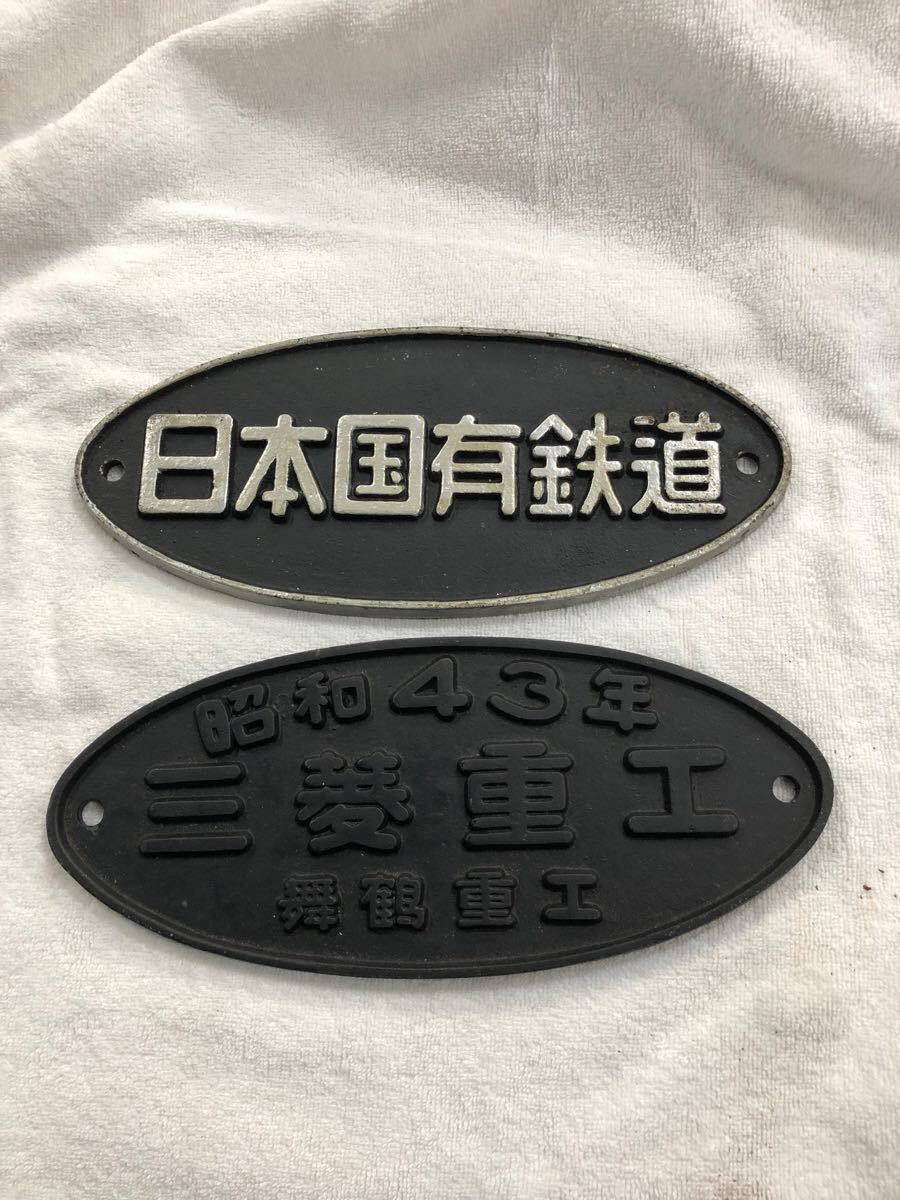 日本国有鉄道
昭和43年
三菱重工
舞鶴重工